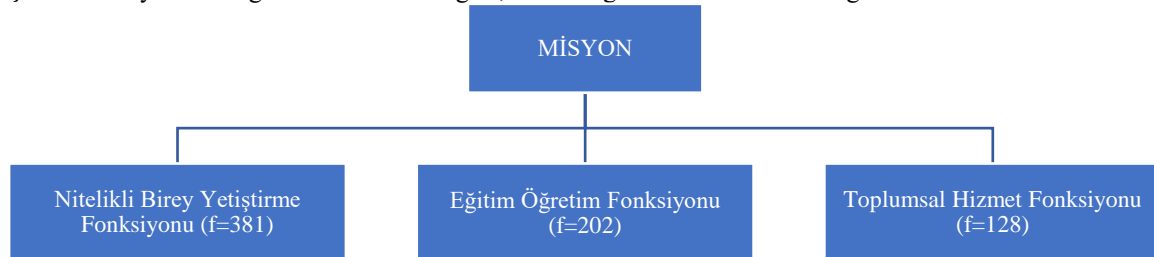 MİSYON
Nitelikli Birey Yetiştirme
Fonksiyonu (f=381)
Eğitim Öğretim Fonksiyonu
(f=202)
Toplumsal Hizmet Fonksiyonu
(f=128)